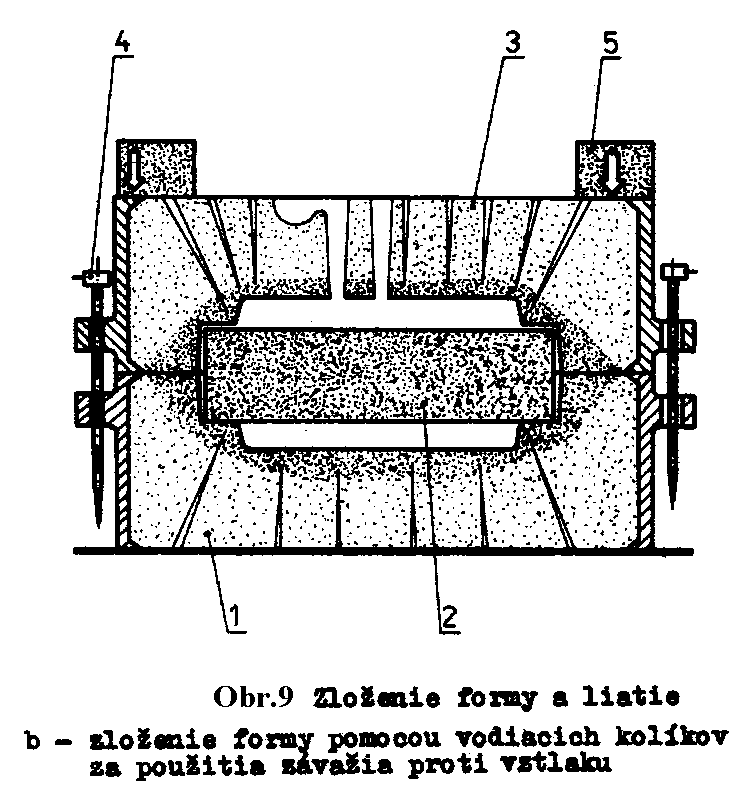 4
3
5
1
2
Obr.9 Zloženie formy a liatie
b - zloženie formy pomocou vodiacich kolíkov
za použitia závažia proti vztlaku